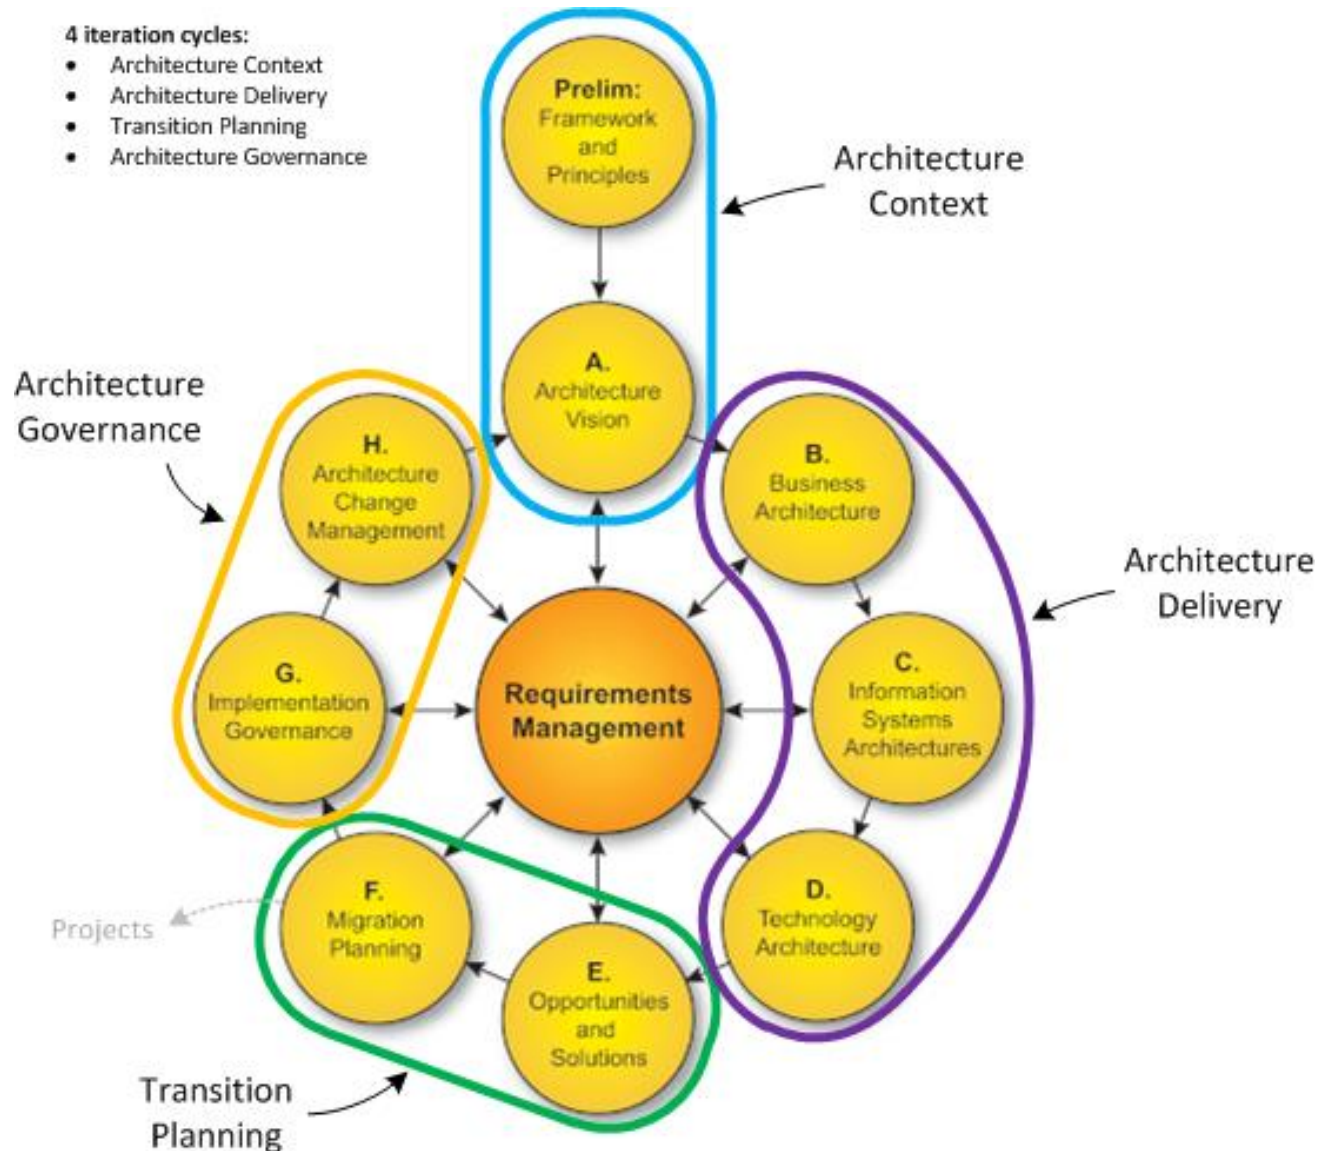 4 iteration cycles:
• Architecture Context
• Architecture Delivery
• Transition Planning
• Architecture Governance
Prelim:
Framework
and
Principles
Architecture
Context
A.
Architecture
Vision
Architecture
Governance
H.
Architecture
Change
Management
B.
Business
Architecture
Architecture
Delivery
G.
Implementation
Governance
Requirements
Management
C.
Information
Systems
Architectures
F.
Migration
Planning
Projects
D.
Technology
Architecture
E.
Opportunities
and
Solutions
Transition
Planning